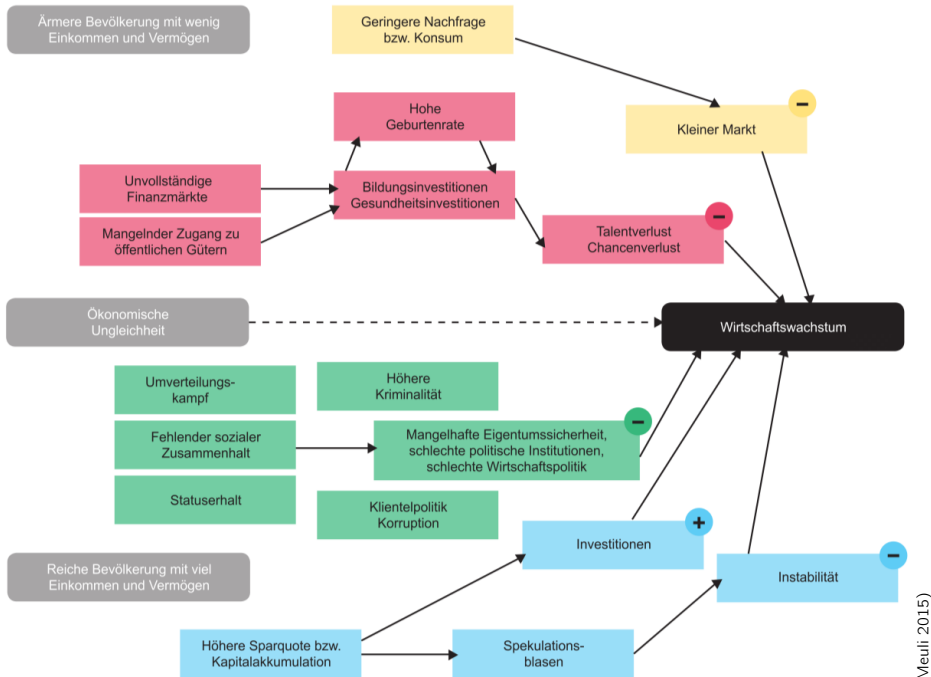 Ärmere Bevölkerung mit wenig
Einkommen und Vermögen
Geringere Nachfrage
bzw. Konsum
−
Kleiner Markt
Hohe
Geburtenrate
Unvollständige
Finanzmärkte
Bildungsinvestitionen
Gesundheitsinvestitionen
Mangelnder Zugang zu
öffentlichen Gütern
−
Talentverlust
Chancenverlust
Ökonomische
Ungleichheit
Wirtschaftswachstum
Umverteilungs-
kampf
Höhere
Kriminalität
Fehlender sozialer
Zusammenhalt
−
Mangelhafte Eigentumssicherheit,
schlechte politische Institutionen,
schlechte Wirtschaftspolitik
Statuserhalt
Klientelpolitik
Korruption
+
Investitionen
Reiche Bevölkerung mit viel
Einkommen und Vermögen
−
Instabilität
Höhere Sparquote bzw.
Kapitalakkumulation
Spekulations-
blasen
2015)